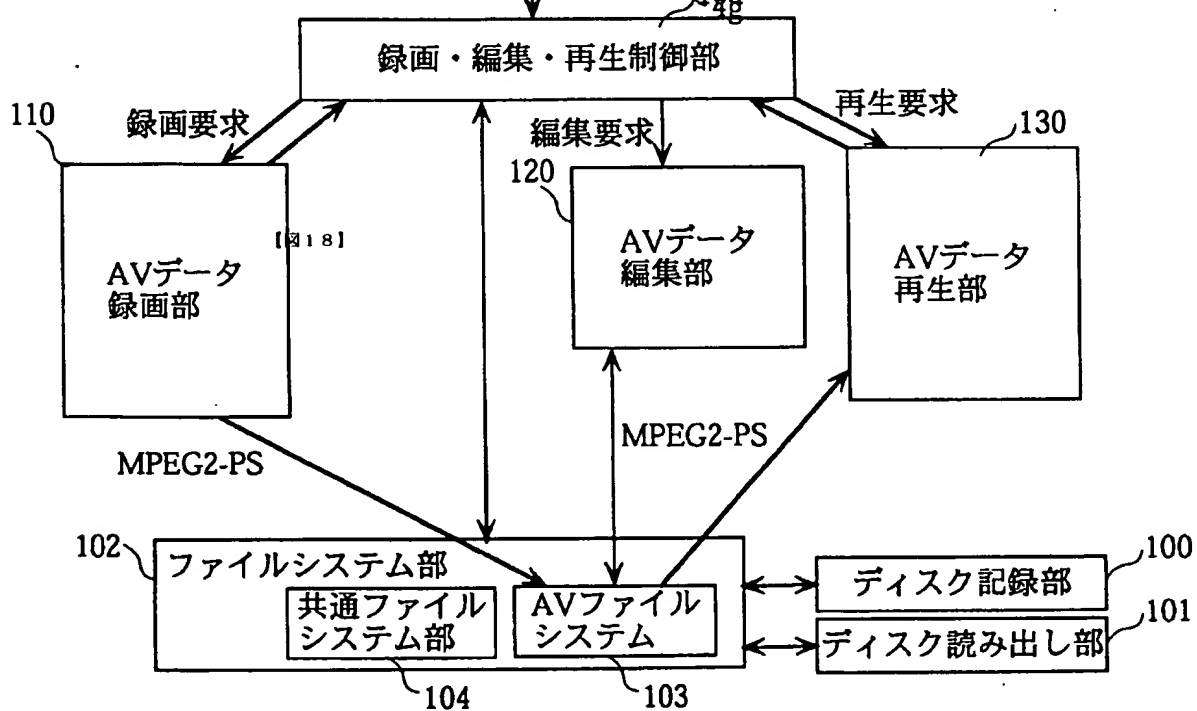 録画・編集・再生制御部
録画要求
編集要求
再生要求
110
120
130
【図18】
AVデータ
録画部
AVデータ
編集部
AVデータ
再生部
MPEG2-PS
MPEG2-PS
102
ファイルシステム部
共通ファイル
システム部
AVファイル
システム
ディスク記録部
100
ディスク読み出し部
101
104
103